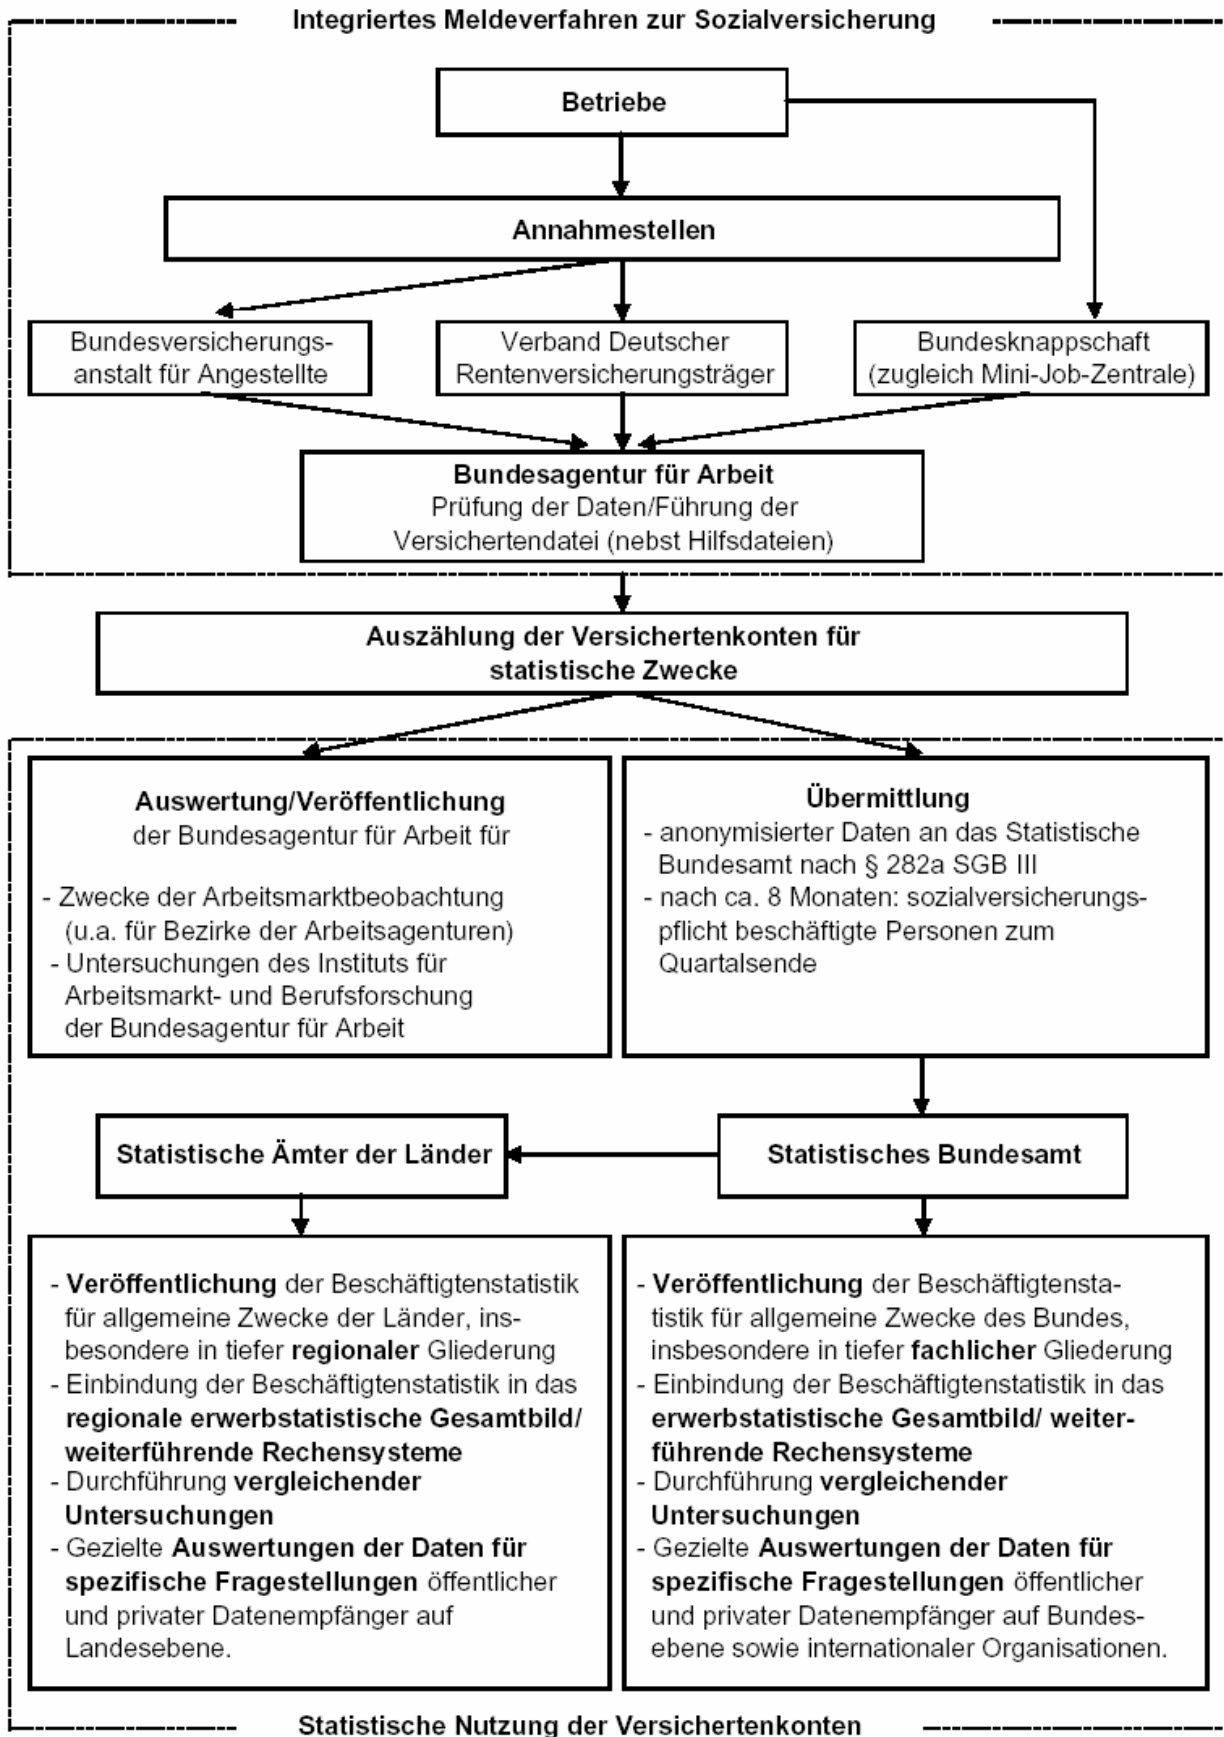 Integriertes Meldeverfahren zur Sozialversicherung
Betriebe
Annahmestellen
Bundesversicherungs-
anstalt für Angestellte
Verband Deutscher
Rentenversicherungsträger
Bundesknappschaft
(zugleich Mini-Job-Zentrale)
Bundesagentur für Arbeit
Prüfung der Daten/Führung der
Versichertendatei (nebst Hilfsdateien)
Auszählung der Versichertenkonten für
statistische Zwecke
Auswertung/Veröffentlichung
der Bundesagentur für Arbeit für
- Zwecke der Arbeitsmarktbeobachtung
(u.a. für Bezirke der Arbeitsagenturen)
- Untersuchungen des Instituts für
Arbeitsmarkt- und Berufsforschung
der Bundesagentur für Arbeit
Übermittlung
- anonymisierter Daten an das Statistische
Bundesamt nach § 282a SGB III
- nach ca. 8 Monaten: sozialversicherungs-
pflicht beschäftigte Personen zum
Quartalsende
Statistische Ämter der Länder
Statistisches Bundesamt
- Veröffentlichung der Beschäftigtenstatistik
für allgemeine Zwecke der Länder, ins-
besondere in tiefer regionaler Gliederung
- Einbindung der Beschäftigtenstatistik in das
regionale erwerbstatistische Gesamtbild/
weiterführende Rechensysteme
- Durchführung vergleichender
Untersuchungen
- Gezielte Auswertungen der Daten für
spezifische Fragestellungen öffentlicher
und privater Datenempfänger auf
Landesebene.
- Veröffentlichung der Beschäftigtensta-
tistik für allgemeine Zwecke des Bundes,
insbesondere in tiefer fachlicher Gliederung
- Einbindung der Beschäftigtenstatistik in das
erwerbstatistische Gesamtbild/ weiter-
führende Rechensysteme
- Durchführung vergleichender
Untersuchungen
- Gezielte Auswertungen der Daten für
spezifische Fragestellungen öffentlicher
und privater Datenempfänger auf Bundes-
ebene sowie internationaler Organisationen.
Statistische Nutzung der Versichertenkonten